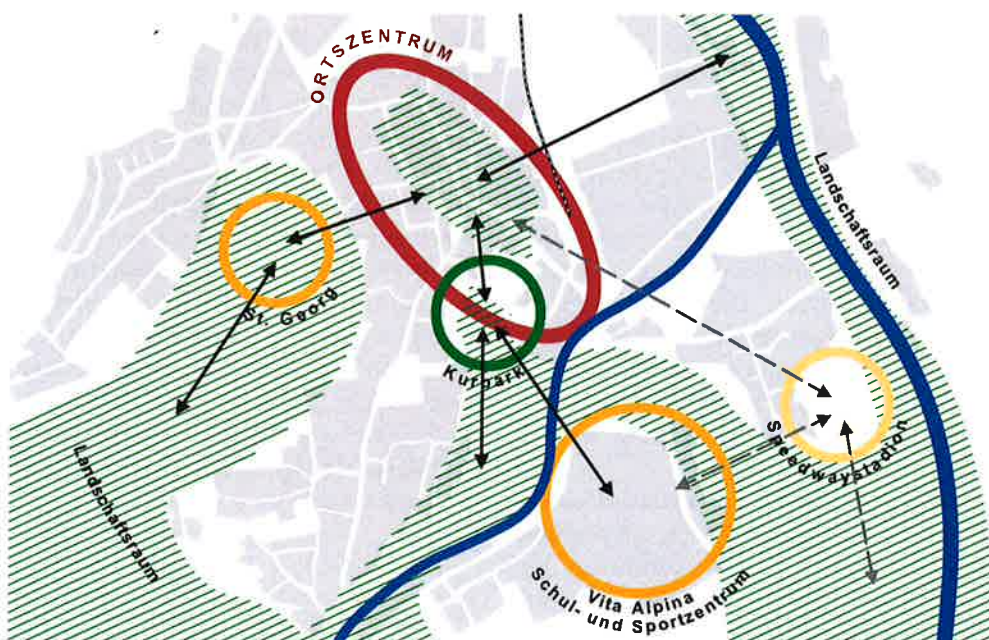 ORTSZENTRUM
Landschaftsraum
St. Georg
Kurpark
Speedwaystadion
Landschaftsraum
Vita Alpina
Schul- und Sportzentrum